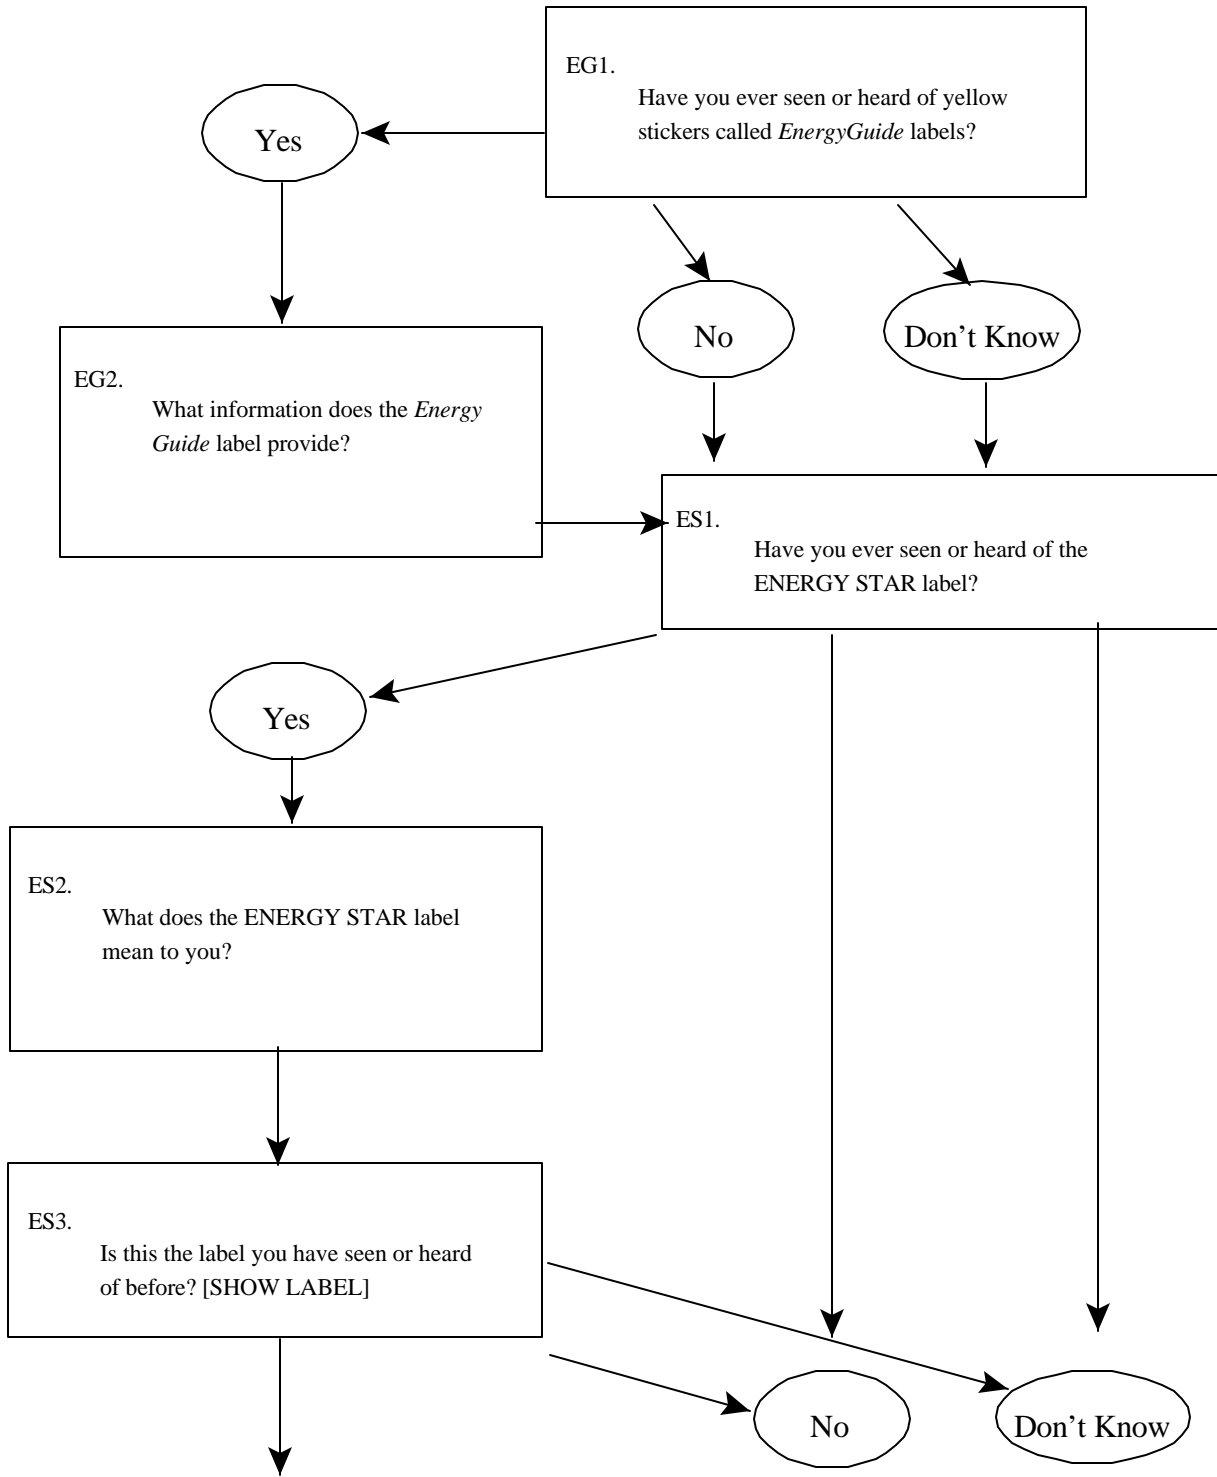 EG1.
Have you ever seen or heard of yellow
stickers called EnergyGuide labels?
Yes
No
Don't Know
EG2.
What information does the Energy
Guide label provide?
ES1.
Have you ever seen or heard of the
ENERGY STAR label?
Yes
ES2.
What does the ENERGY STAR label
mean to you?
ES3.
Is this the label you have seen or heard
of before? [SHOW LABEL]
No
Don't Know